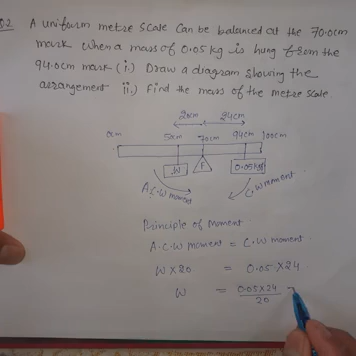 Q2 A uniform metre scale can be balanced at the 70.0cm
mark when a mass of 0.05 kg is hung from the
94.0cm mark (i.) Draw a diagram showing the
arrangement ii.) Find the mass of the metre scale.
20cm 24cm
0cm 50cm 70cm 94cm 100cm
W F 0.05kgf
A.C.W moment C.W moment
Principle of Moment
A.C.W moment = C.W moment
W X 20 = 0.05 X 24
W = 0.05 X 24
20